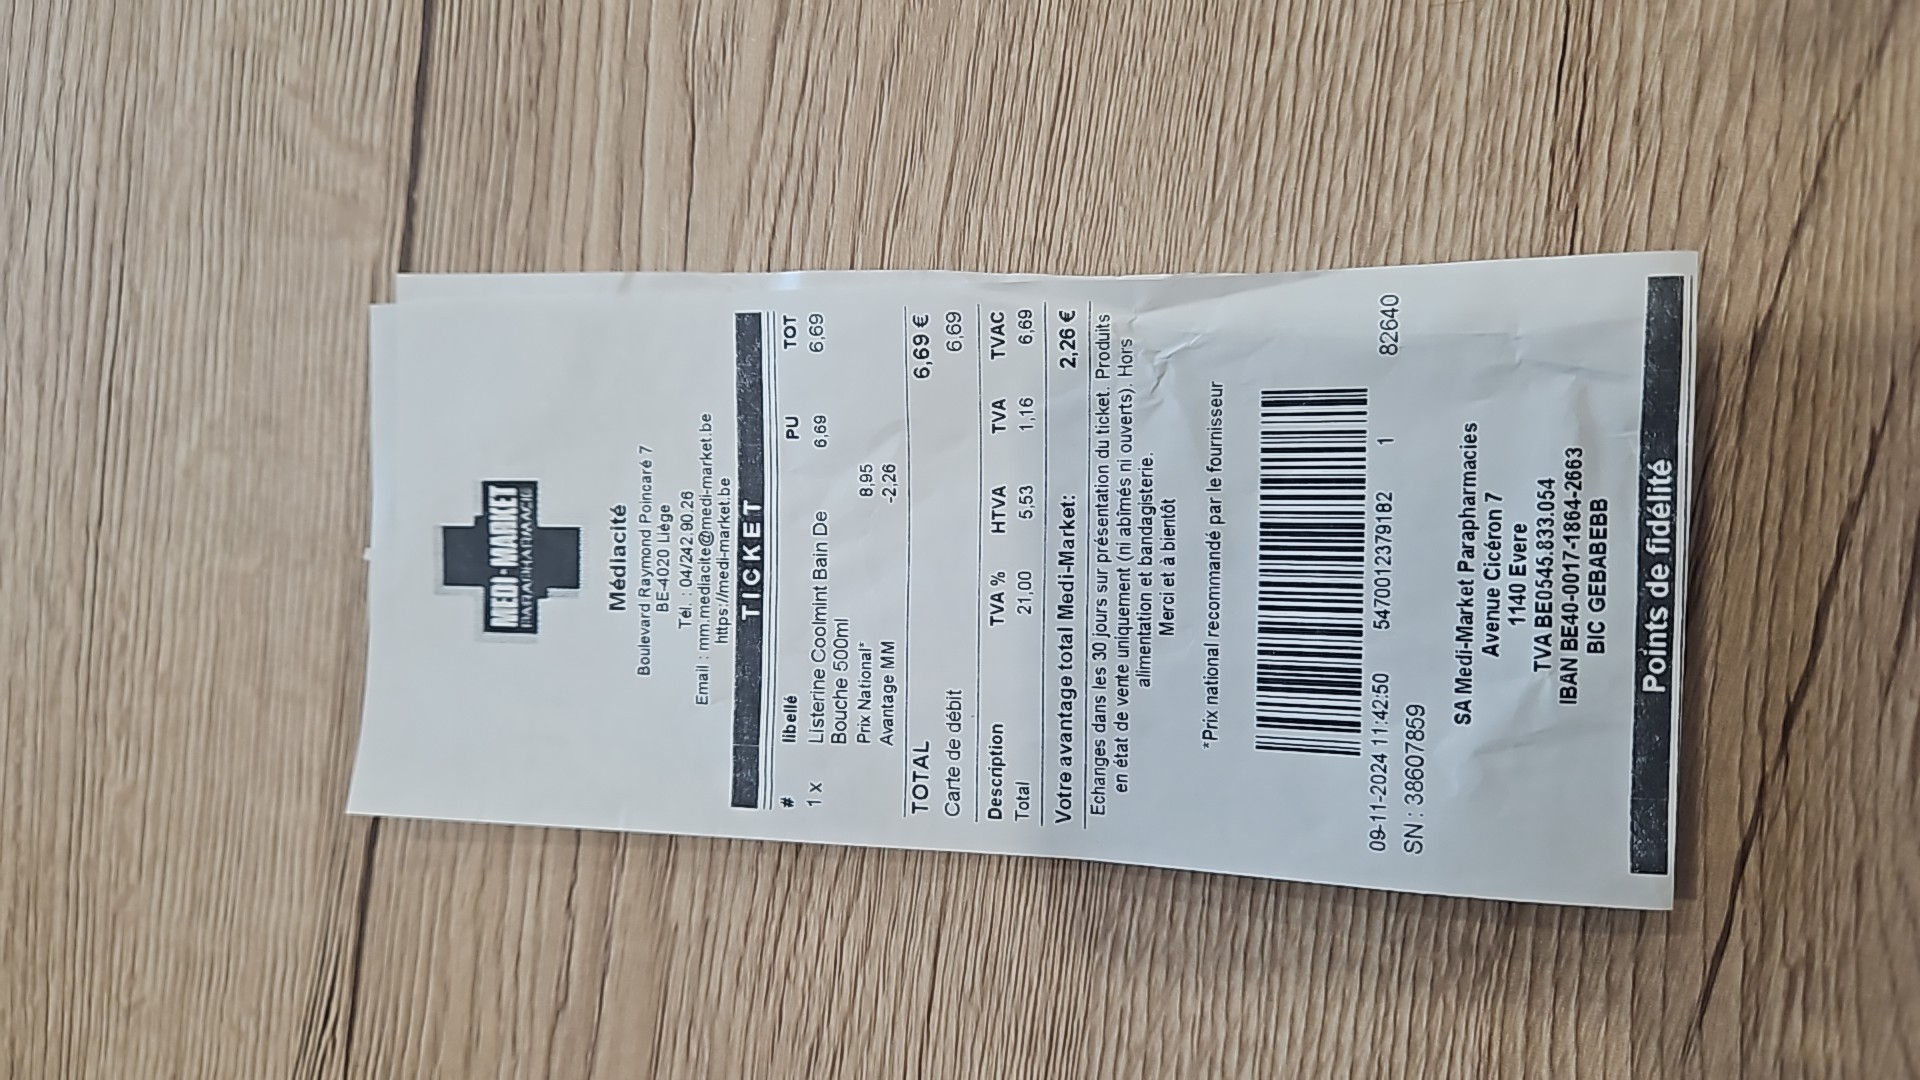 MEDI-MARKET
PARAPHARMACIE
Médiacité
Boulevard Raymond Poincaré 7
BE-4020 Liège
Tél. : 04/242.90.26
Email : mm.mediacite@medi-market.be
https://medi-market.be
TICKET
# libellé PU TOT
1 x Listerine Coolmint Bain De 6,69 6,69
Bouche 500ml
Prix National* 8,95
Avantage MM -2,26
TOTAL 6,69 €
Carte de débit 6,69
Description TVA % HTVA TVA TVAC
Total 21,00 5,53 1,16 6,69
Votre avantage total Medi-Market: 2,26 €
Echanges dans les 30 jours sur présentation du ticket. Produits
en état de vente uniquement (ni abîmés ni ouverts). Hors
alimentation et bandagisterie.
Merci et à bientôt
*Prix national recommandé par le fournisseur
09-11-2024 11:42:50 5470012379182 1 82640
SN : 38607859
SA Medi-Market Parapharmacies
Avenue Cicéron 7
1140 Evere
TVA BE0545.833.054
IBAN BE40-0017-1864-2663
BIC GEBABEBB
Points de fidélité